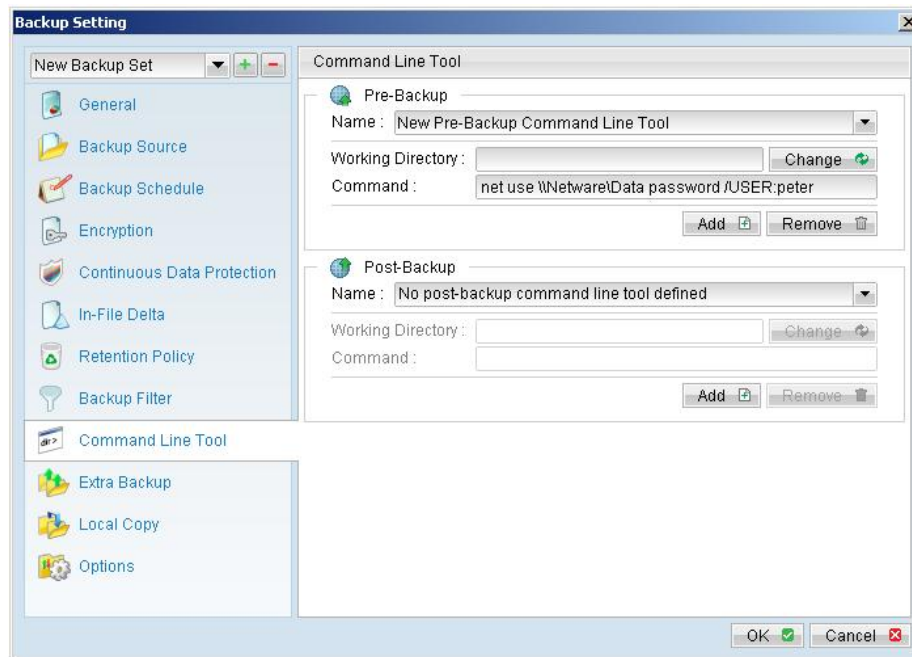 Backup Setting
New Backup Set
General
Backup Source
Backup Schedule
Encryption
Continuous Data Protection
In-File Delta
Retention Policy
Backup Filter
Command Line Tool
Extra Backup
Local Copy
Options
Command Line Tool
Pre-Backup
Name : New Pre-Backup Command Line Tool
Working Directory : Change
Command : net use \\Netware\Data password /USER:peter
Add Remove
Post-Backup
Name : No post-backup command line tool defined
Working Directory : Change
Command :
Add Remove
OK Cancel